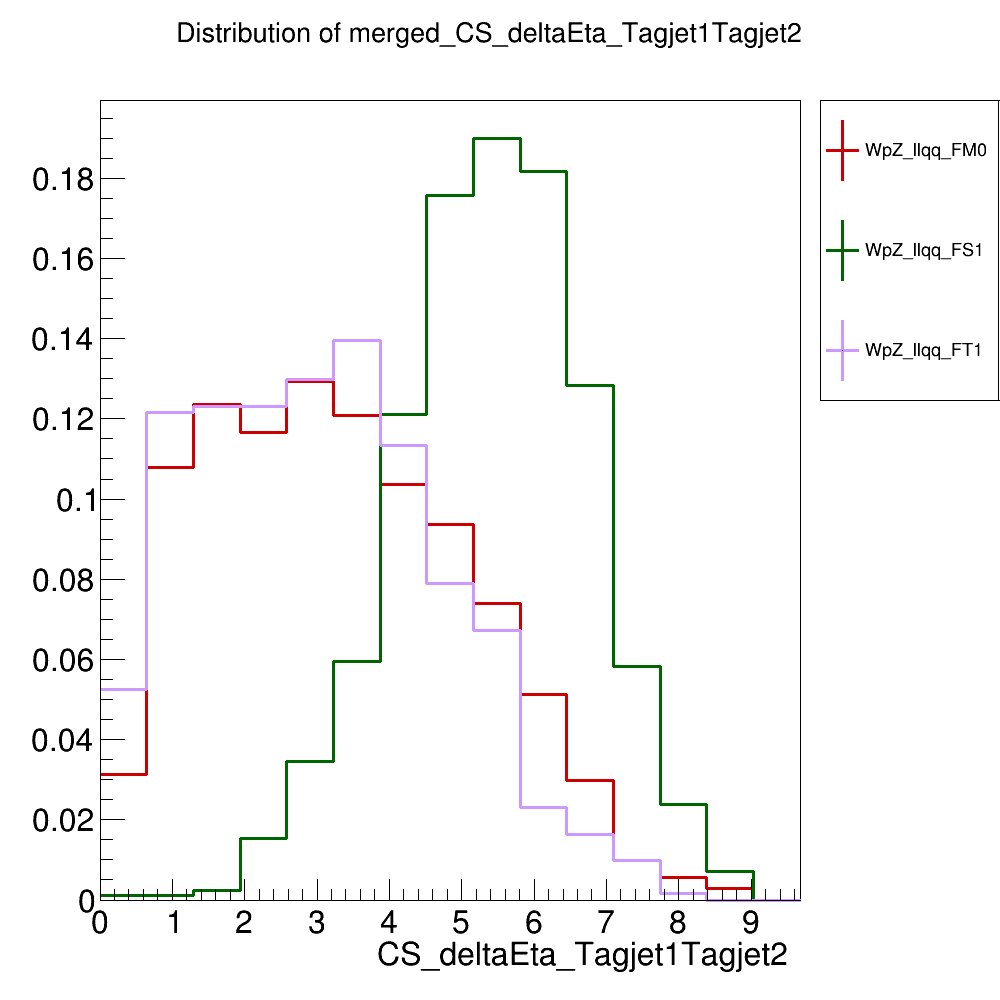 Distribution of merged_CS_deltaEta_Tagjet1Tagjet2
WpZ_llqq_FM0
WpZ_llqq_FS1
WpZ_llqq_FT1
0.18
0.16
0.14
0.12
0.1
0.08
0.06
0.04
0.02
0
0 1 2 3 4 5 6 7 8 9
CS_deltaEta_Tagjet1Tagjet2